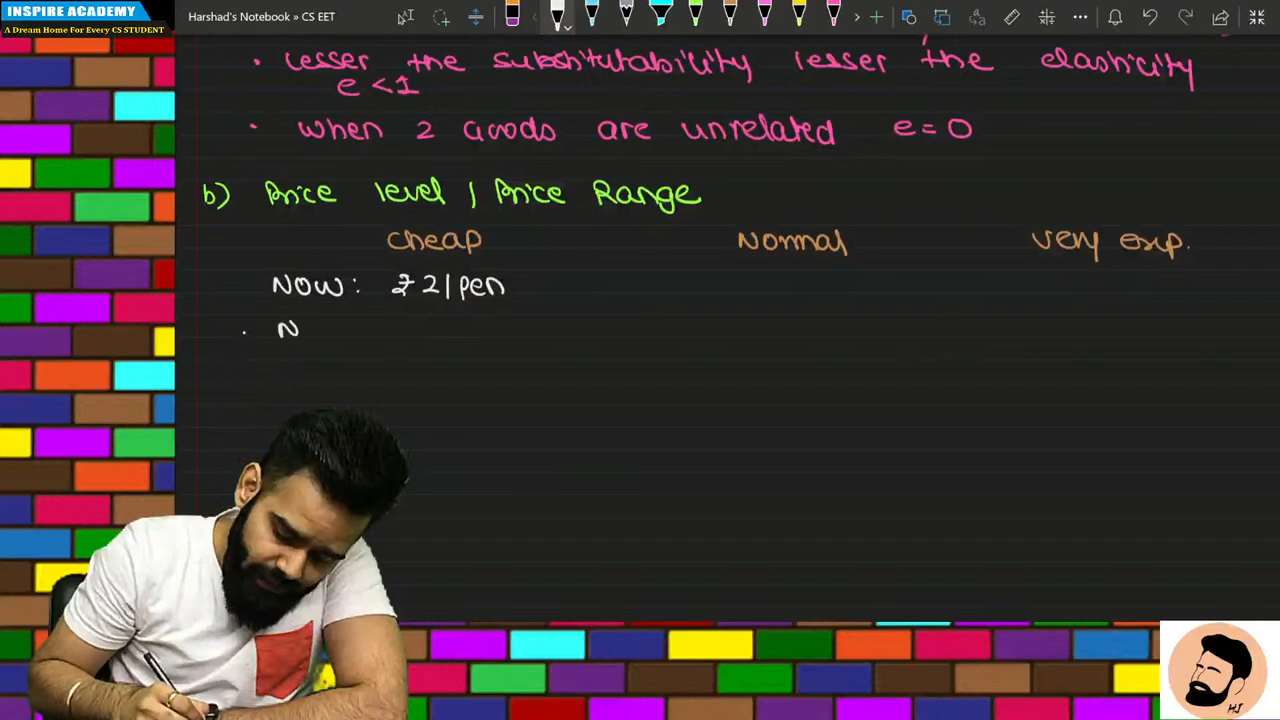 INSPIRE ACADEMY
A Dream Home For Every CS STUDENT
Harshad's Notebook » CS EET
• lesser the substitutability lesser the elasticity
e < 1
• when 2 goods are unrelated e = 0
b) Price level / Price Range
cheap Normal very exp.
Now: ₹ 2/pen
• N
HJ